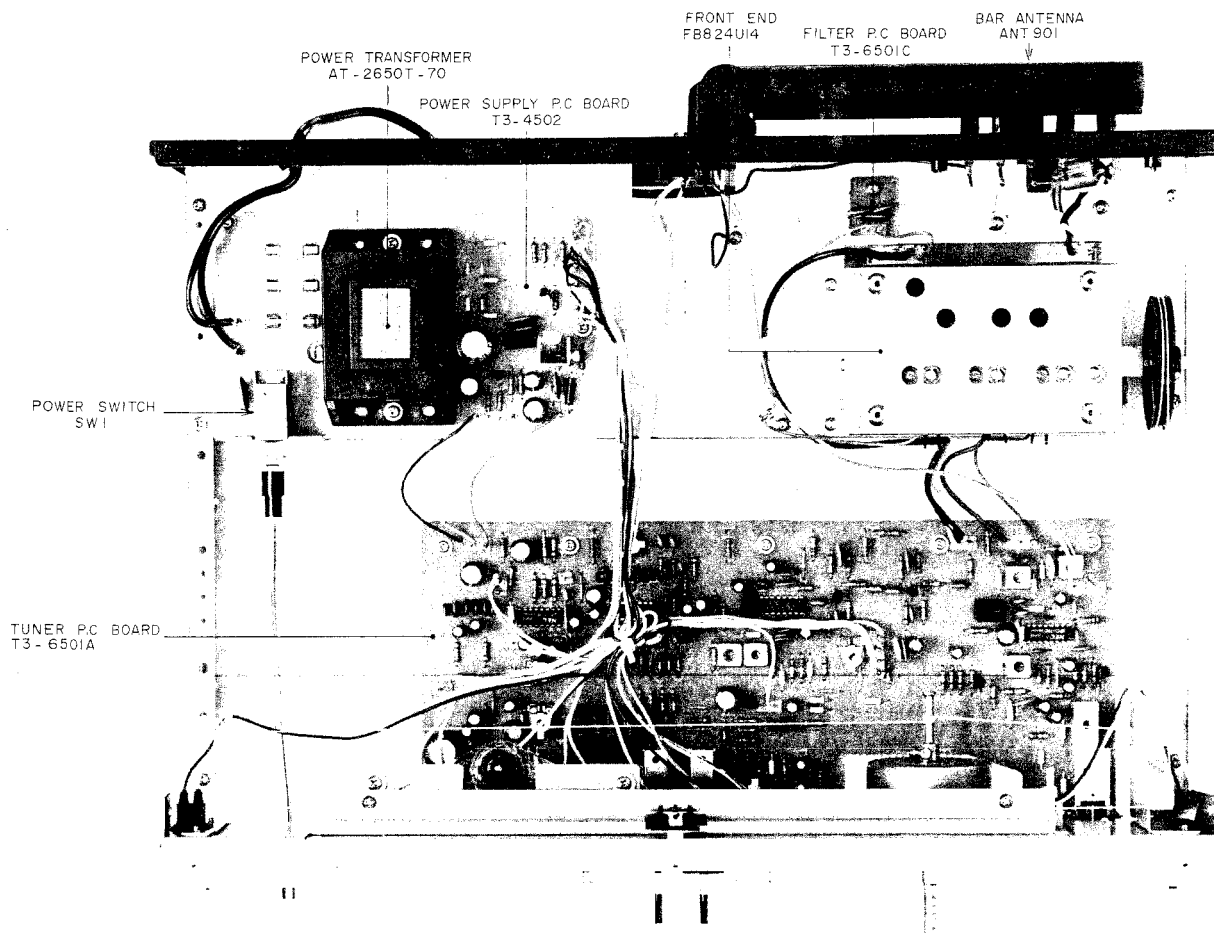 FRONT END
FB824U14
FILTER P.C BOARD
T3-6501C
BAR ANTENNA
ANT 901
POWER TRANSFORMER
AT-2650T-70
POWER SUPPLY P.C BOARD
T3-4502
POWER SWITCH
SW1
TUNER P.C BOARD
T3-6501A